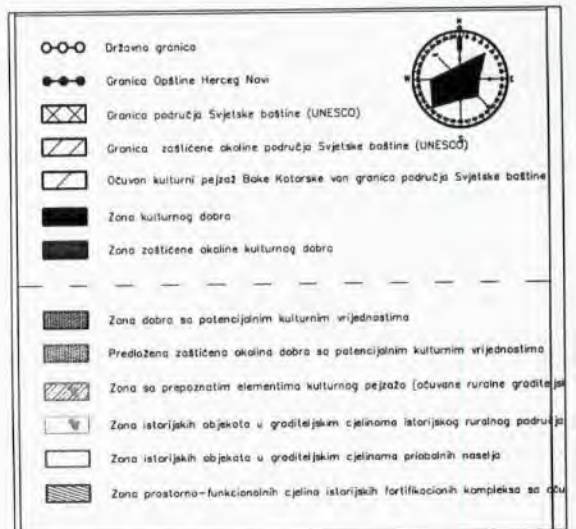 Državna granica
Granica Opštine Herceg Novi
Granica područja Svjetske baštine (UNESCO)
Granica zaštićene okoline područja Svjetske baštine (UNESCO)
Očuvan kulturni pejzaž Boke Kotorske van granica područja Svjetske baštine
Zona kulturnog dobra
Zona zaštićene okoline kulturnog dobra
Zona dobra sa potencijalnim kulturnim vrijednostima
Predložena zaštićena okolina dobra sa potencijalnim kulturnim vrijednostima
Zona sa prepoznatim elementima kulturnog pejzaža (očuvane ruralne graditeljsk
Zona istorijskih objekata u graditeljskim cjelinama istorijskog ruralnog područja
Zona istorijskih objekata u graditeljskim cjelinama priobalnih naselja
Zona prostorno-funkcionalnih cjelina istorijskih fortifikacionih kompleksa sa oču
S